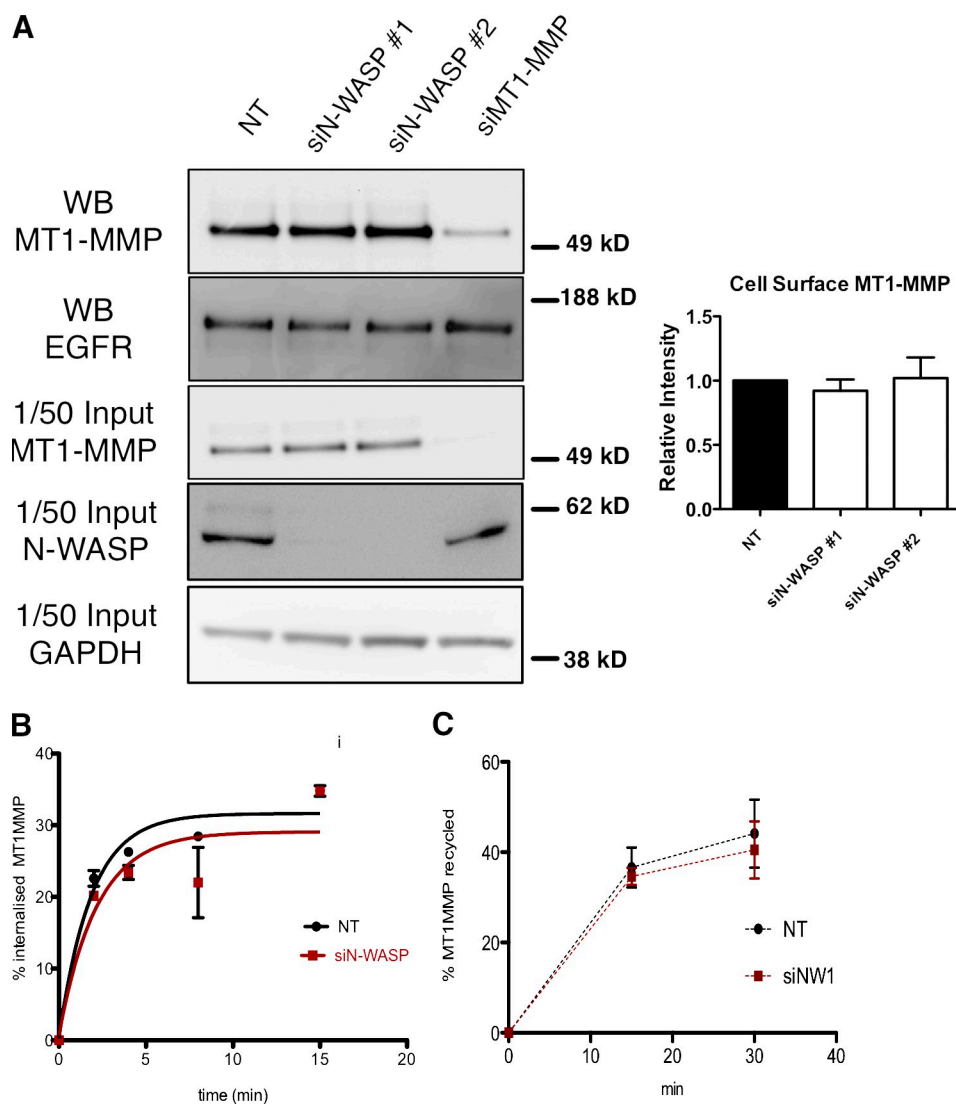 A
NT
siN-WASP #1
siN-WASP #2
siMT1-MMP
WB
MT1-MMP
49 kD
WB
EGFR
188 kD
1/50 Input
MT1-MMP
49 kD
1/50 Input
N-WASP
62 kD
1/50 Input
GAPDH
38 kD
Cell Surface MT1-MMP
Relative Intensity
1.5
1.0
0.5
0.0
NT
siN-WASP #1
siN-WASP #2
B
i
% internalised MT1MMP
40
30
20
10
0
0 5 10 15 20
time (min)
NT
siN-WASP
C
% MT1MMP recycled
60
40
20
0
0 10 20 30 40
min
NT
siNW1